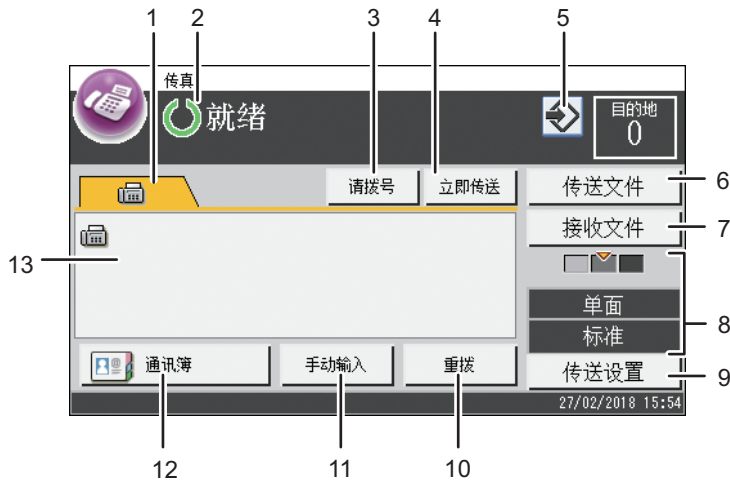 1 2 3 4 5
传真
就绪
目的地
0
请拨号 立即传送 传送文件 6
接收文件 7
13
单面
标准 8
通讯簿 手动输入 重拨 传送设置 9
27/02/2018 15:54
12 11 10